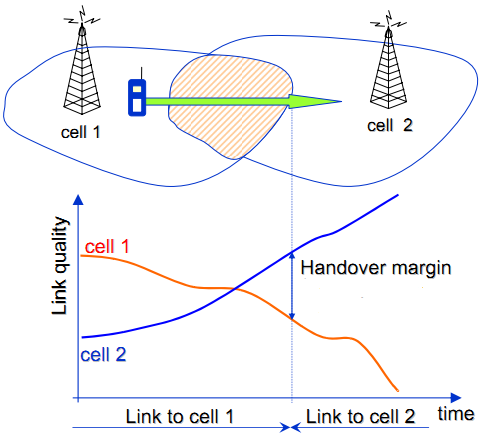 cell 1
cell 2
Link quality
cell 1
Handover margin
cell 2
time
Link to cell 1
Link to cell 2